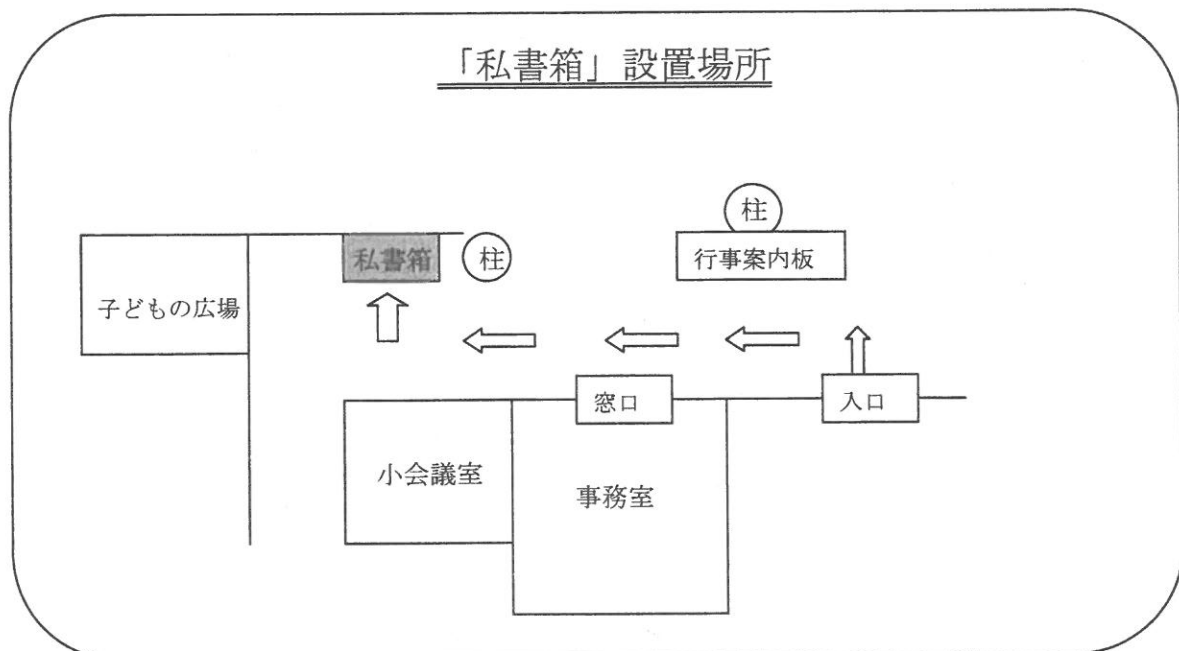 「私書箱」設置場所
柱
行事案内板
私書箱
柱
子どもの広場
窓口
入口
小会議室
事務室